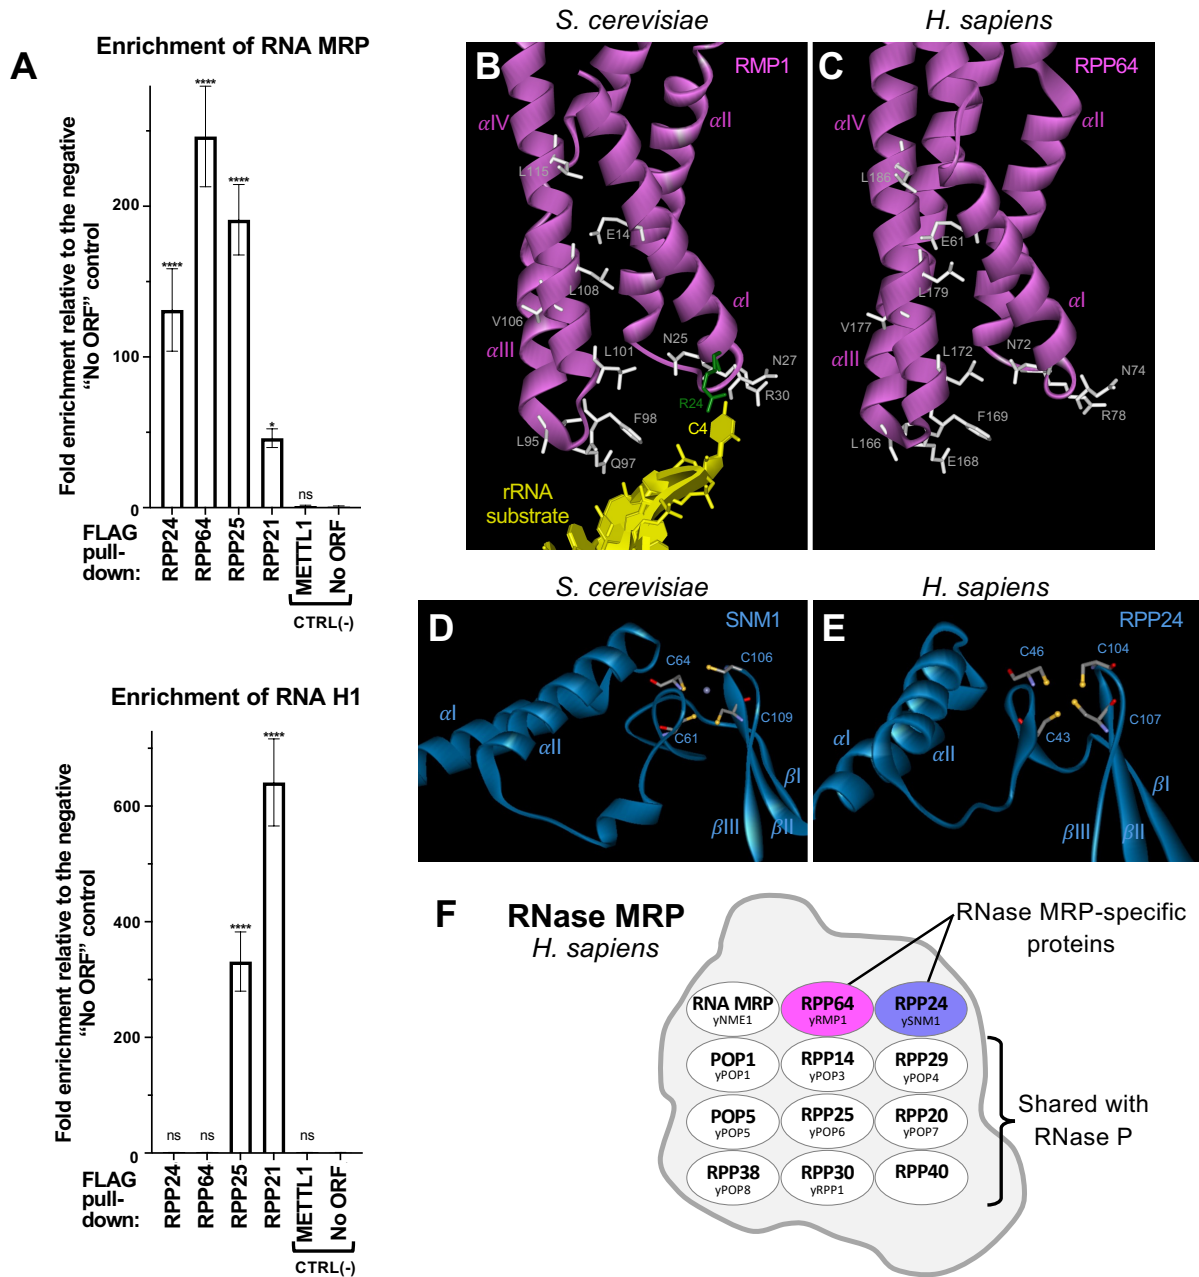 A
Enrichment of RNA MRP
Fold enrichment relative to the negative
“No ORF” control
200
100
0
****
****
****
*
ns
FLAG
pull-
down:
RPP24
RPP64
RPP25
RPP21
METTL1
No ORF
CTRL(-)
Enrichment of RNA H1
Fold enrichment relative to the negative
“No ORF” control
600
400
200
0
ns
ns
****
****
ns
FLAG
pull-
down:
RPP24
RPP64
RPP25
RPP21
METTL1
No ORF
CTRL(-)
S. cerevisiae
H. sapiens
B
RMP1
αIV
αII
L115
E14
L108
αI
V106
αIII
L101
N25
N27
R30
R24
C4
F98
L95
Q97
rRNA
substrate
C
RPP64
αIV
αII
L186
E61
L179
αI
V177
αIII
L172
N72
N74
R78
F169
L166
E168
S. cerevisiae
H. sapiens
D
SNM1
C64
C106
C109
C61
αI
αII
βI
βIII
βII
E
RPP24
C46
C104
C107
C43
αI
αII
βI
βIII
βII
F
RNase MRP
H. sapiens
RNase MRP-specific
proteins
RNA MRP
yNME1
RPP64
yRMP1
RPP24
ySNM1
POP1
yPOP1
RPP14
yPOP3
RPP29
yPOP4
POP5
yPOP5
RPP25
yPOP6
RPP20
yPOP7
RPP38
yPOP8
RPP30
yRPP1
RPP40
Shared with
RNase P